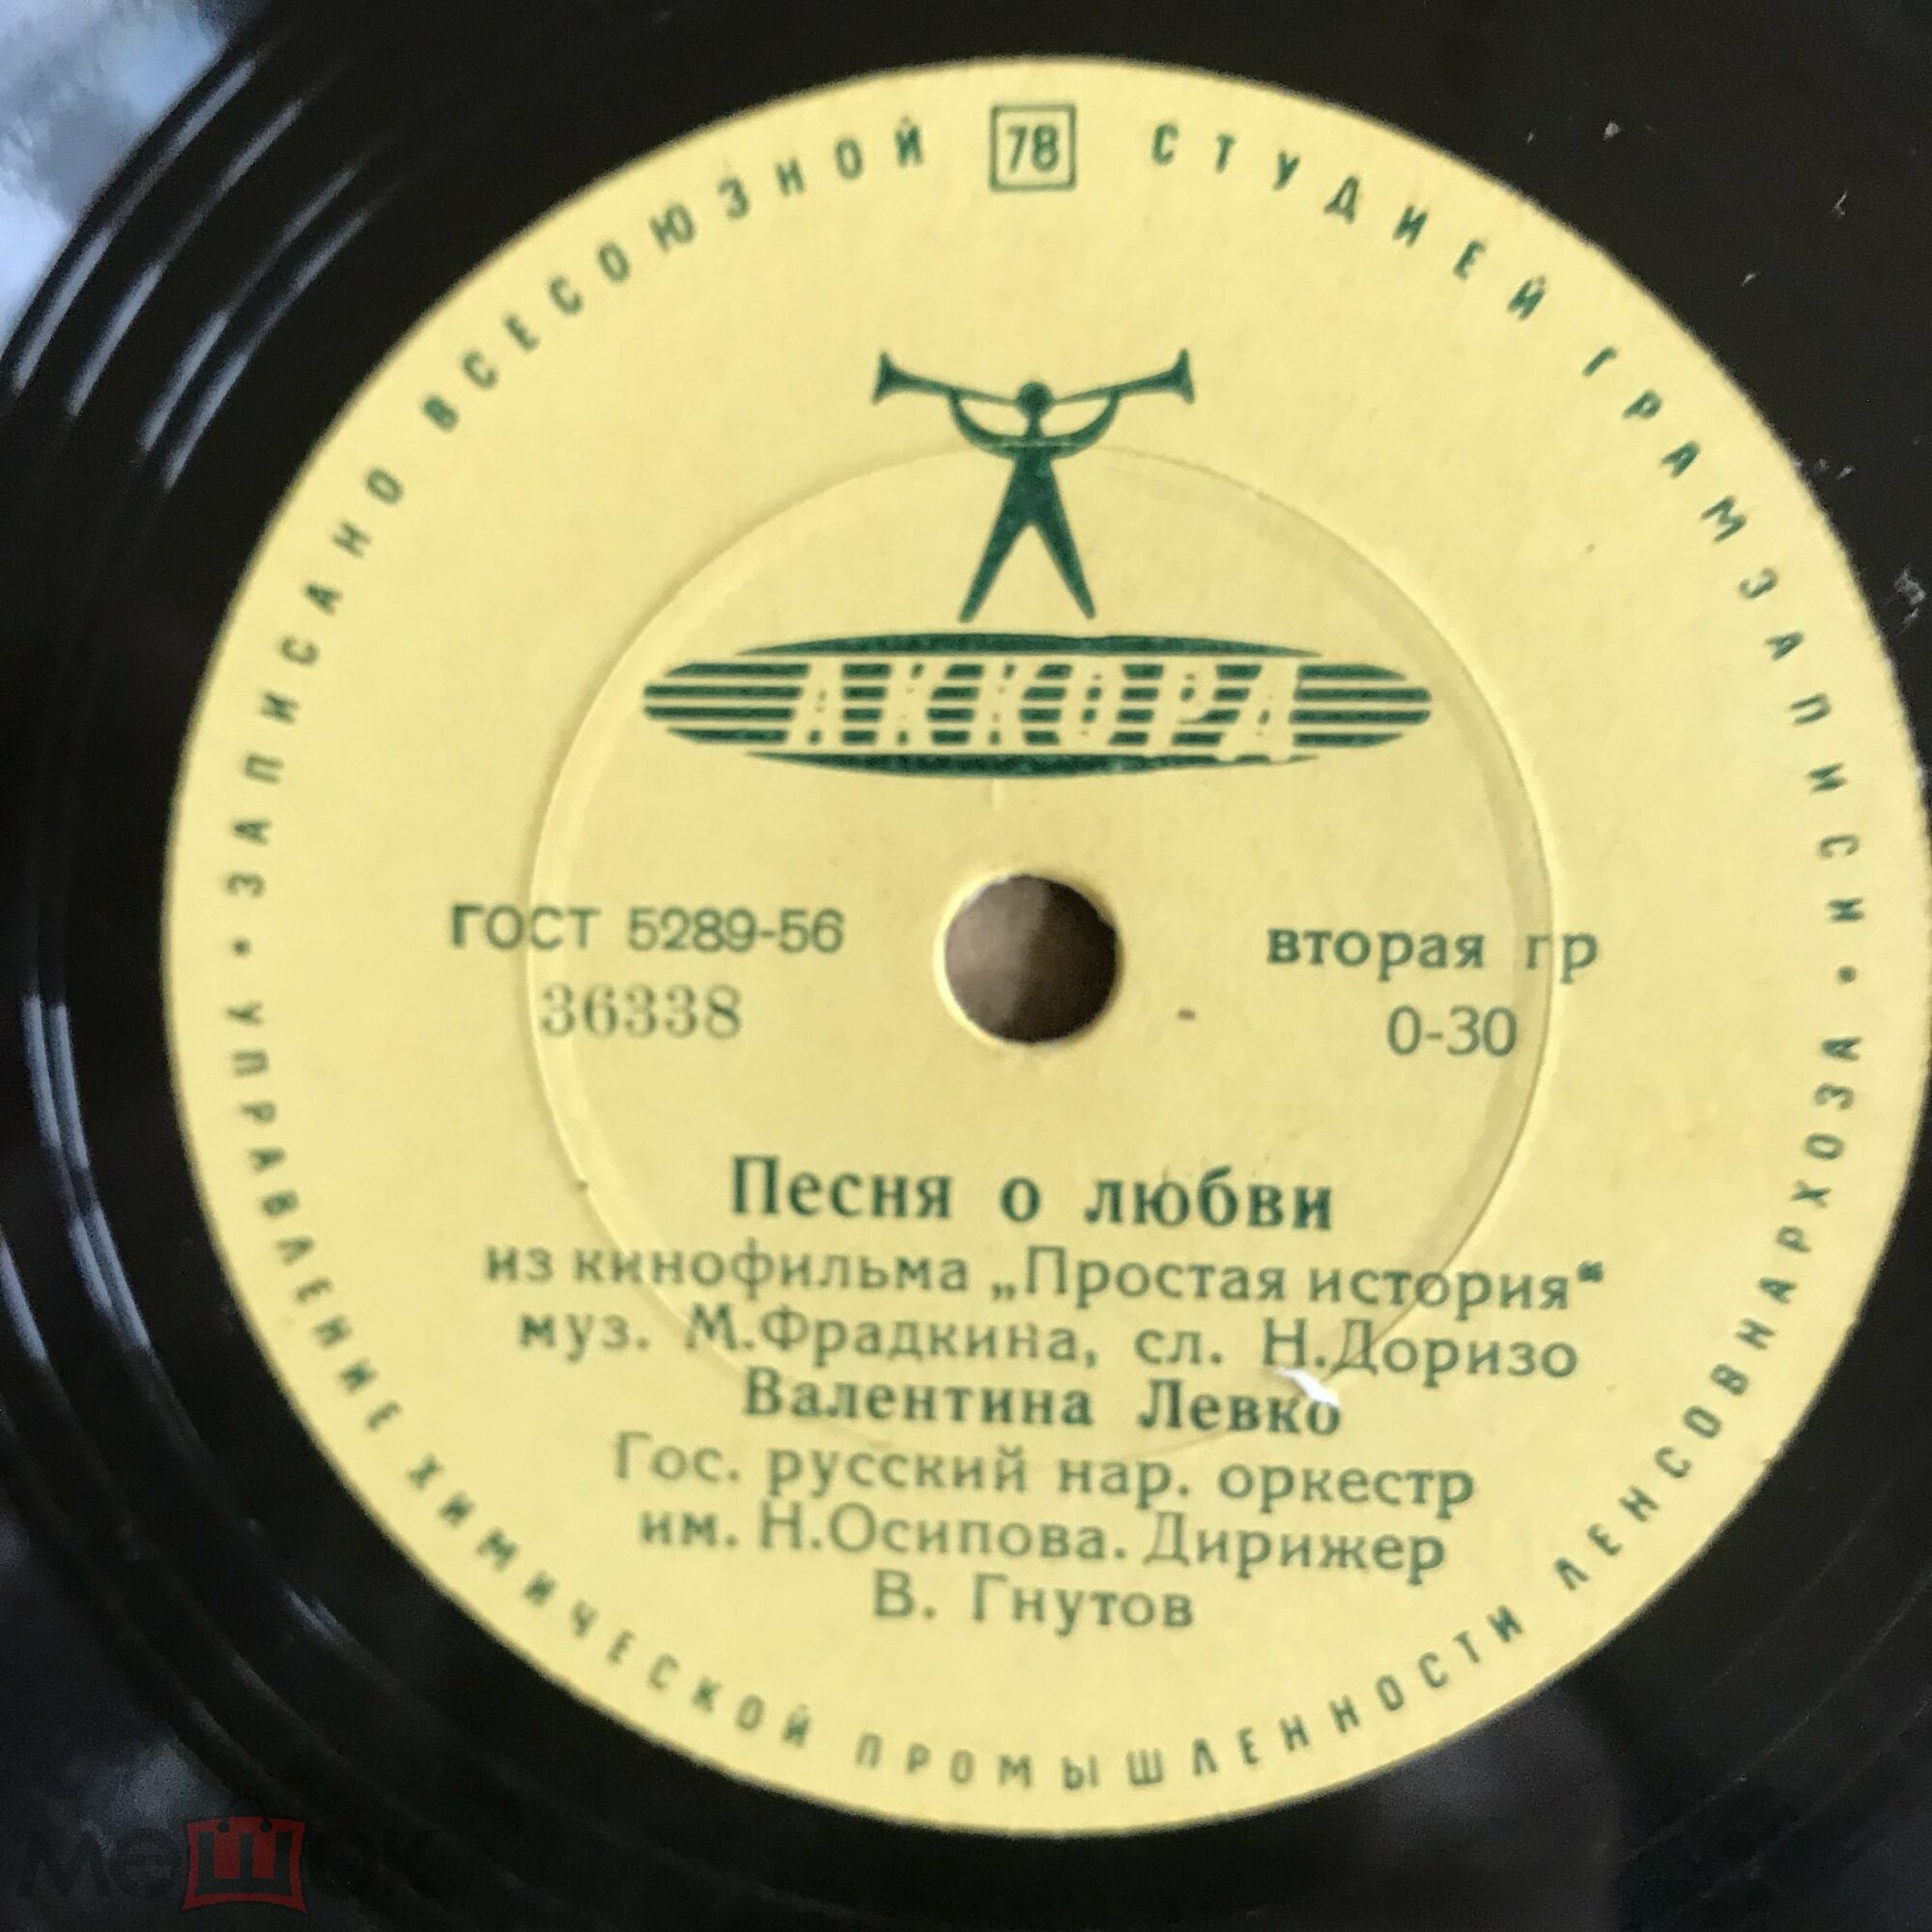 ЗАПИСАНО ВСЕСОЮЗНОЙ 78 СТУДИЕЙ ГРАМЗАПИСИ
АККОРД
ГОСТ 5289-56
вторая гр
36338
0-30
Песня о любви
из кинофильма „Простая история“
муз. М.Фрадкина, сл. Н.Доризо
Валентина Левко
Гос. русский нар. оркестр
им. Н.Осипова. Дирижер
В. Гнутов
УПРАВЛЕНИЕ ХИМИЧЕСКОЙ ПРОМЫШЛЕННОСТИ ЛЕНСОВНАРХОЗА
мешок